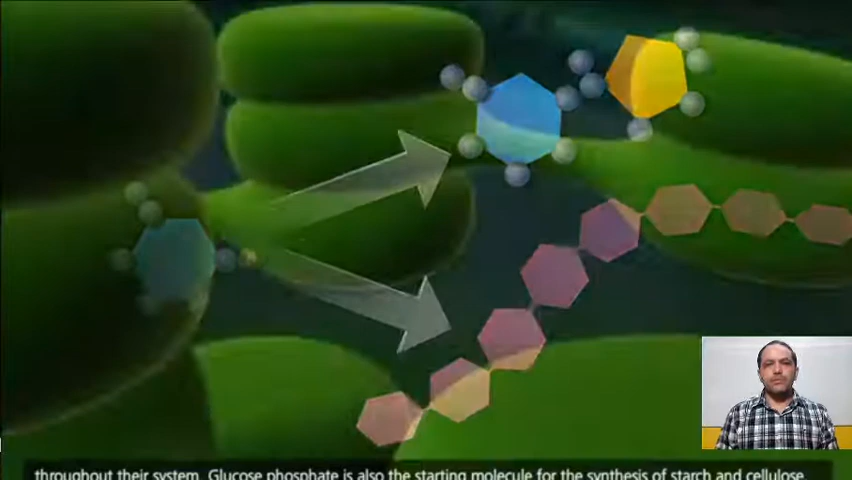 throughout their system. Glucose phosphate is also the starting molecule for the synthesis of starch and cellulose.